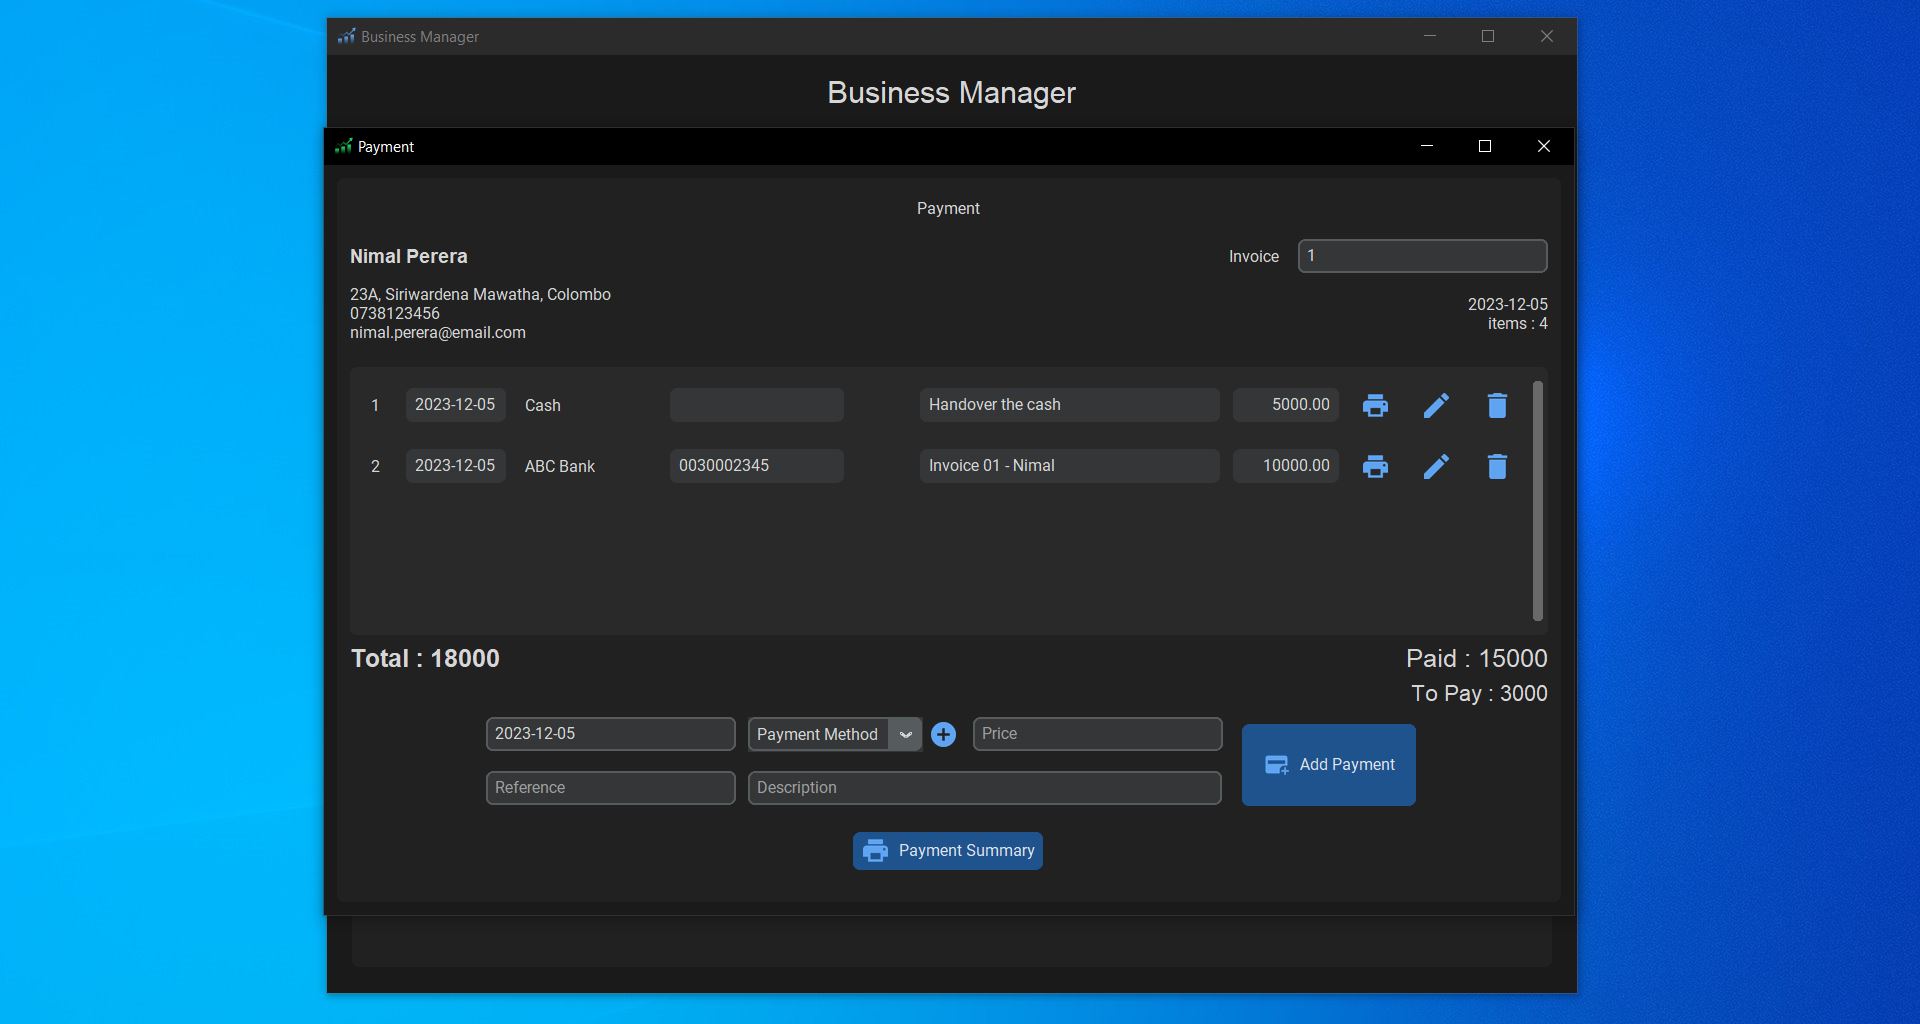 Business Manager
Business Manager
Payment
Payment
Nimal Perera
Invoice 1
23A, Siriwardena Mawatha, Colombo
0738123456
nimal.perera@email.com
2023-12-05
items : 4
1 2023-12-05 Cash Handover the cash 5000.00
2 2023-12-05 ABC Bank 0030002345 Invoice 01 - Nimal 10000.00
Total : 18000 Paid : 15000
To Pay : 3000
2023-12-05 Payment Method Price
Add Payment
Reference Description
Payment Summary